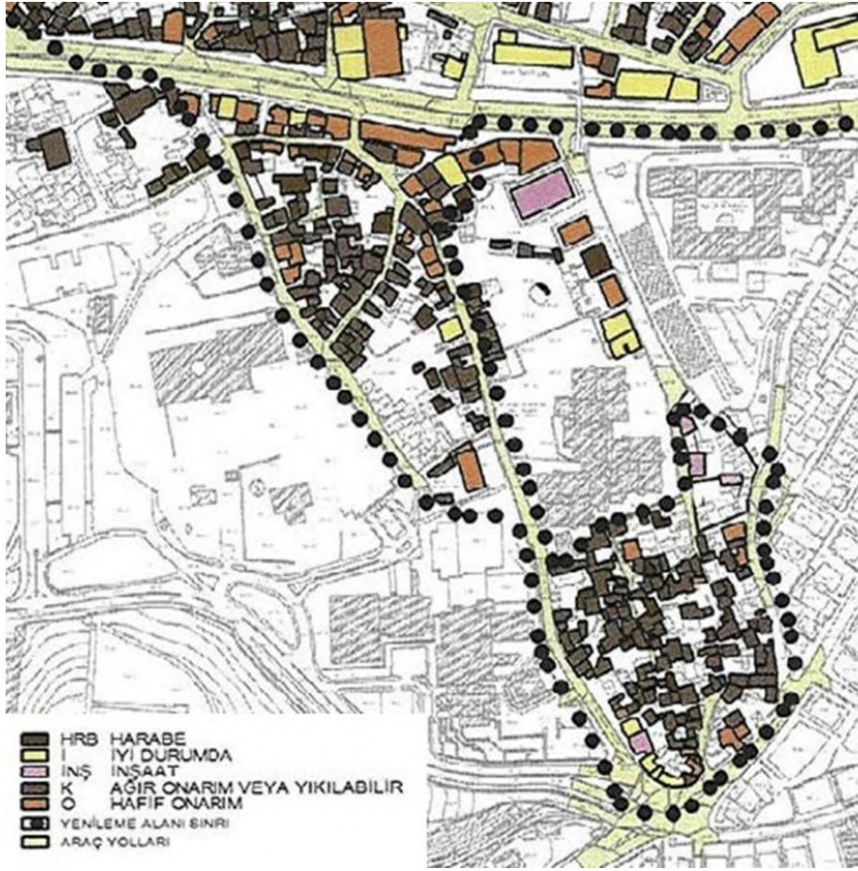 HRB HARABE
İ İYİ DURUMDA
İNŞ İNŞAAT
K AĞIR ONARIM VEYA YIKILABİLİR
O HAFİF ONARIM
YENİLEME ALANI SINIRI
ARAÇ YOLLARI